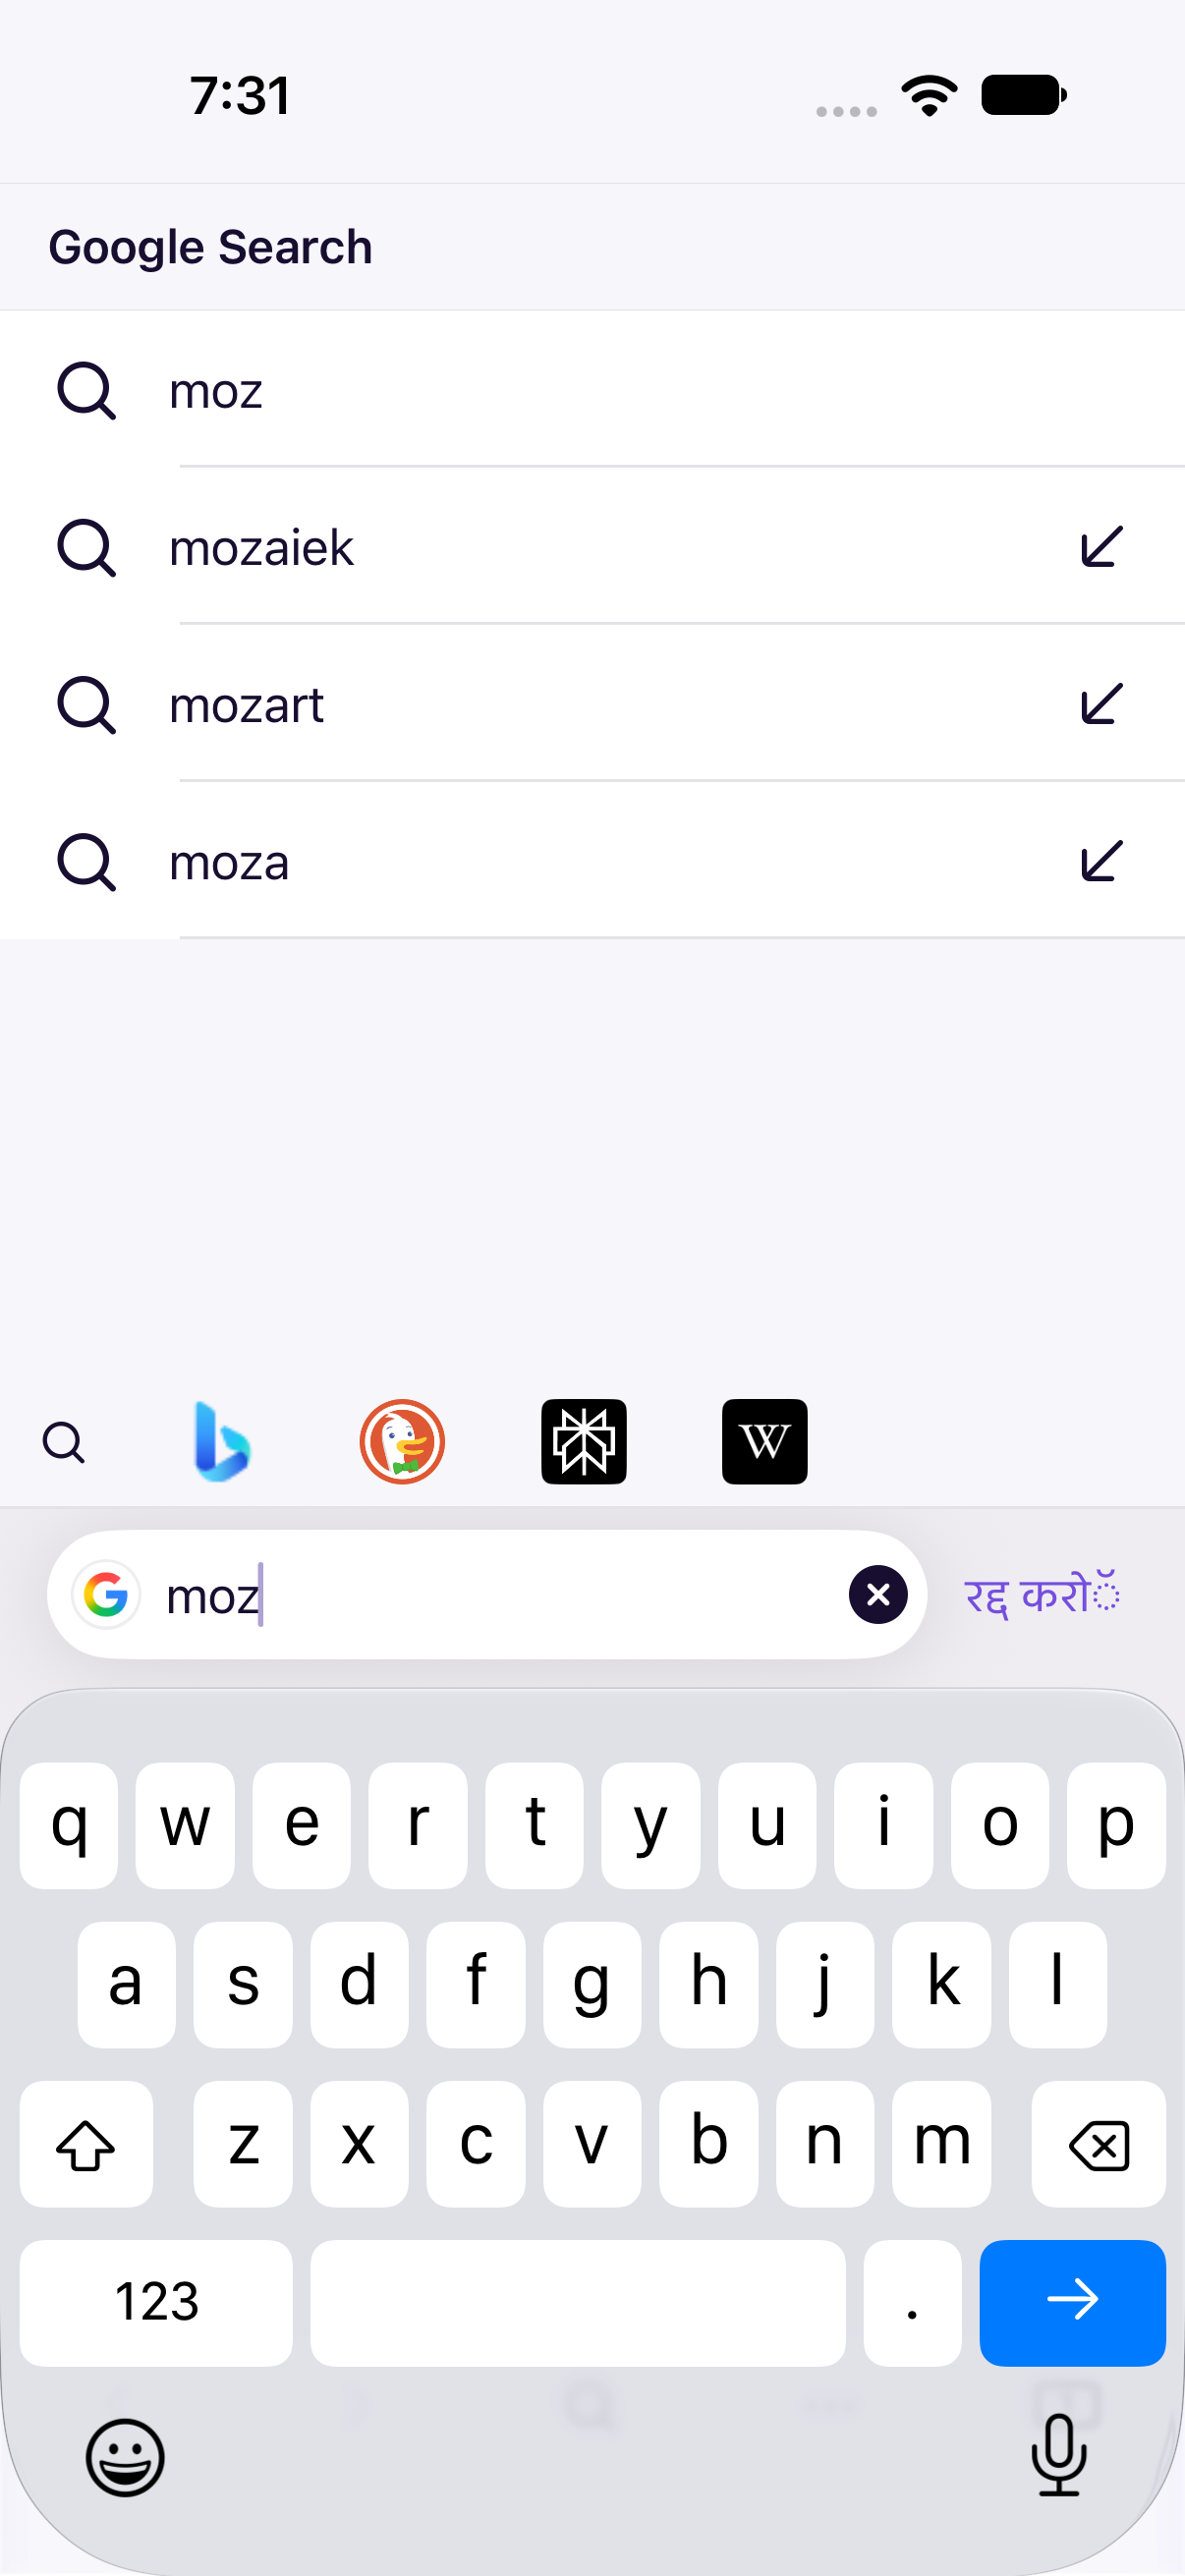 7:31
Google Search
moz
mozaiek
mozart
moza
W
moz
रद्द करोॅ
q w e r t y u i o p
a s d f g h j k l
z x c v b n m
123 .